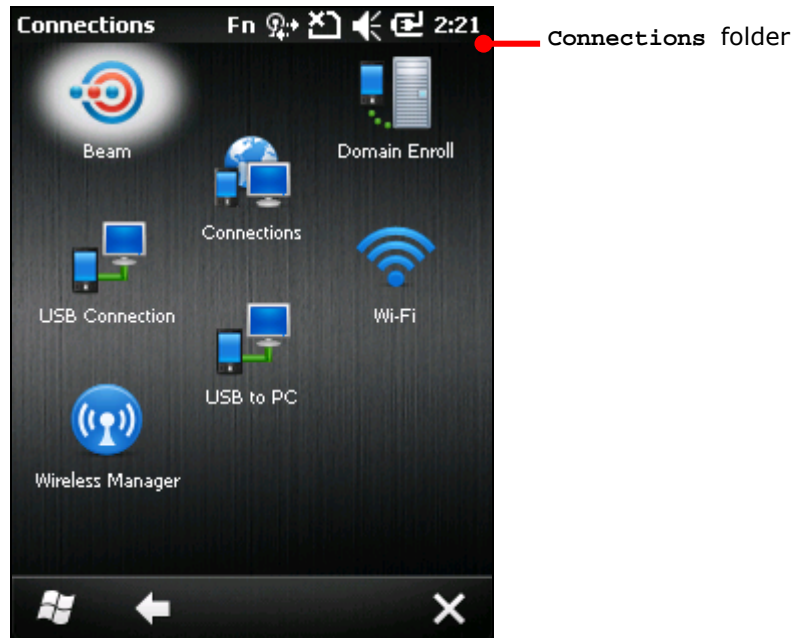 Connections Fn 2:21
Connections folder
Beam
Domain Enroll
Connections
USB Connection
Wi-Fi
USB to PC
Wireless Manager